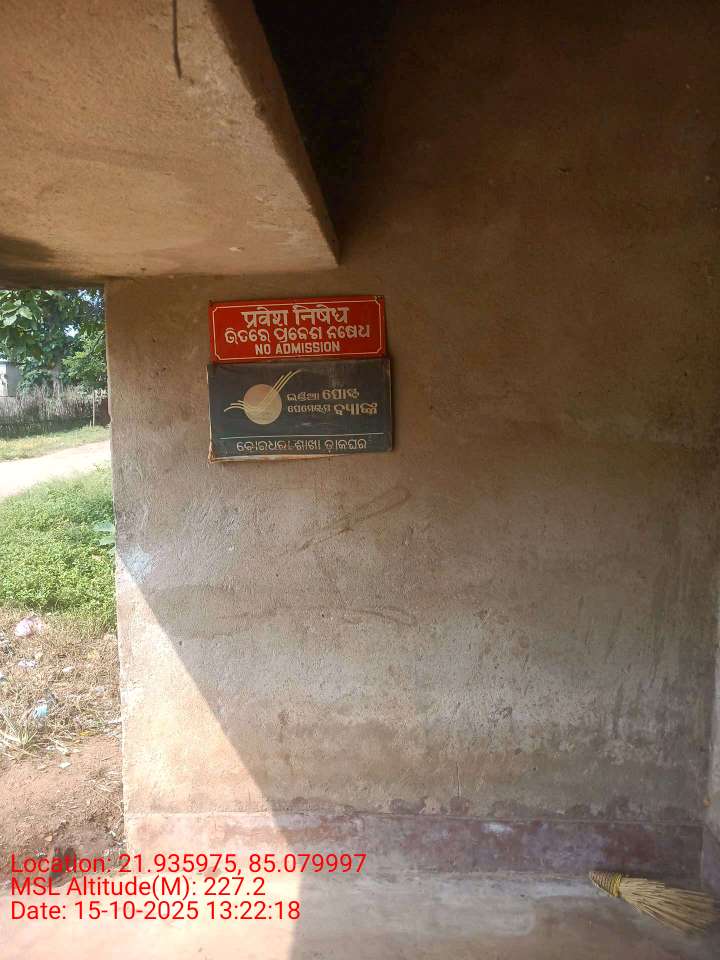 प्रवेश निषेध
ଭିତରେ ପ୍ରବେଶ ନିଷେଧ
NO ADMISSION
ଇଣ୍ଡିଆ ପୋଷ୍ଟ
ପେମେଣ୍ଟସ ବ୍ୟାଙ୍କ
ଶାଖା ଡ଼ାକଘର
Location: 21.935975, 85.079997
MSL Altitude(M): 227.2
Date: 15-10-2025 13:22:18